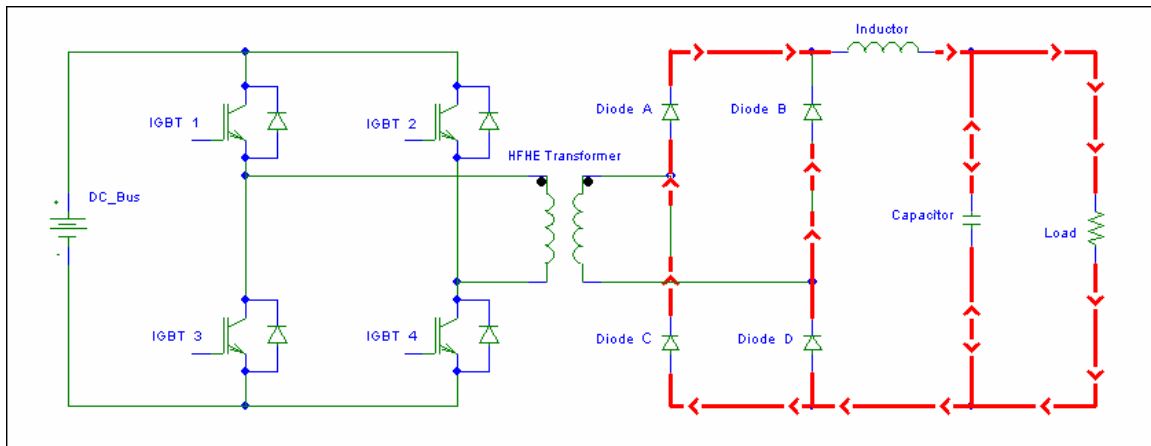 Inductor
Diode A
Diode B
IGBT 1
IGBT 2
HFHE Transformer
+
DC_Bus
-
Capacitor
Load
IGBT 3
IGBT 4
Diode C
Diode D